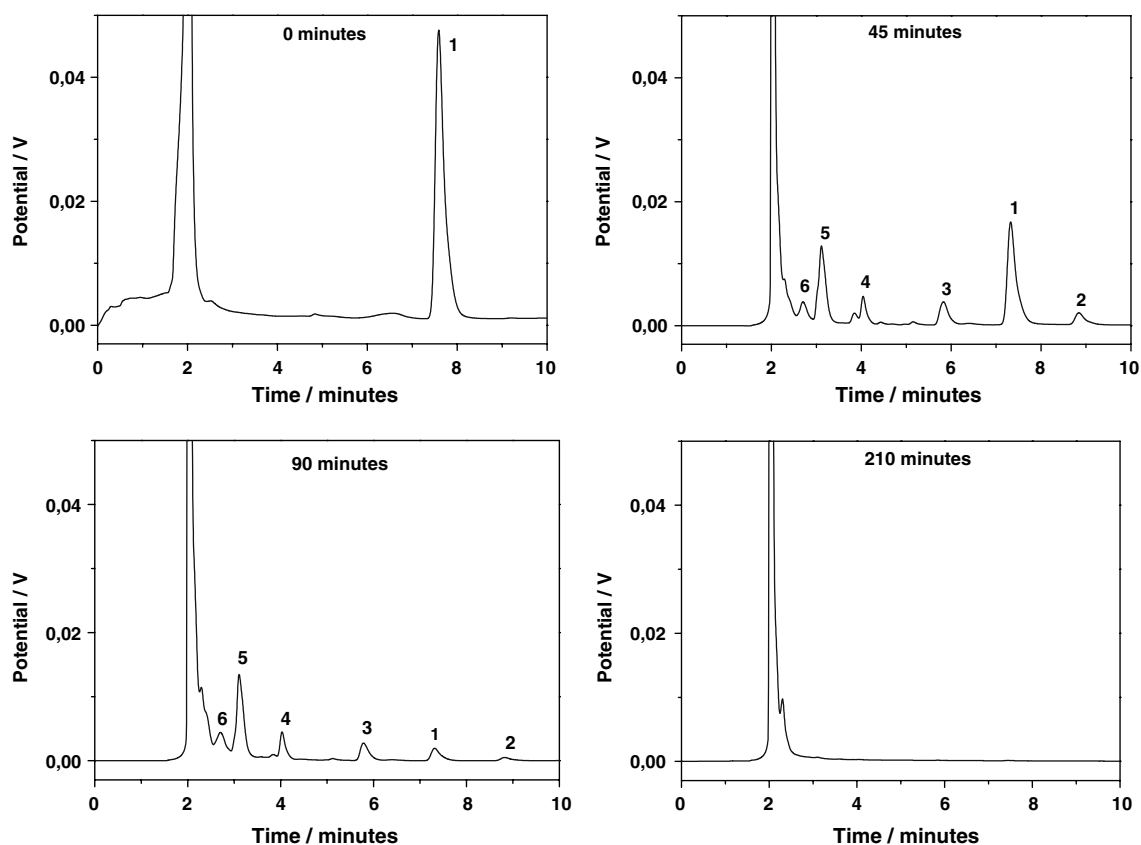 0 minutes
1
0,04
0,02
0,00
Potential / V
0 2 4 6 8 10
Time / minutes
45 minutes
1
5
6
4
3
2
0,04
0,02
0,00
Potential / V
0 2 4 6 8 10
Time / minutes
90 minutes
5
6
4
3
1
2
0,04
0,02
0,00
Potential / V
0 2 4 6 8 10
Time / minutes
210 minutes
0,04
0,02
0,00
Potential / V
0 2 4 6 8 10
Time / minutes